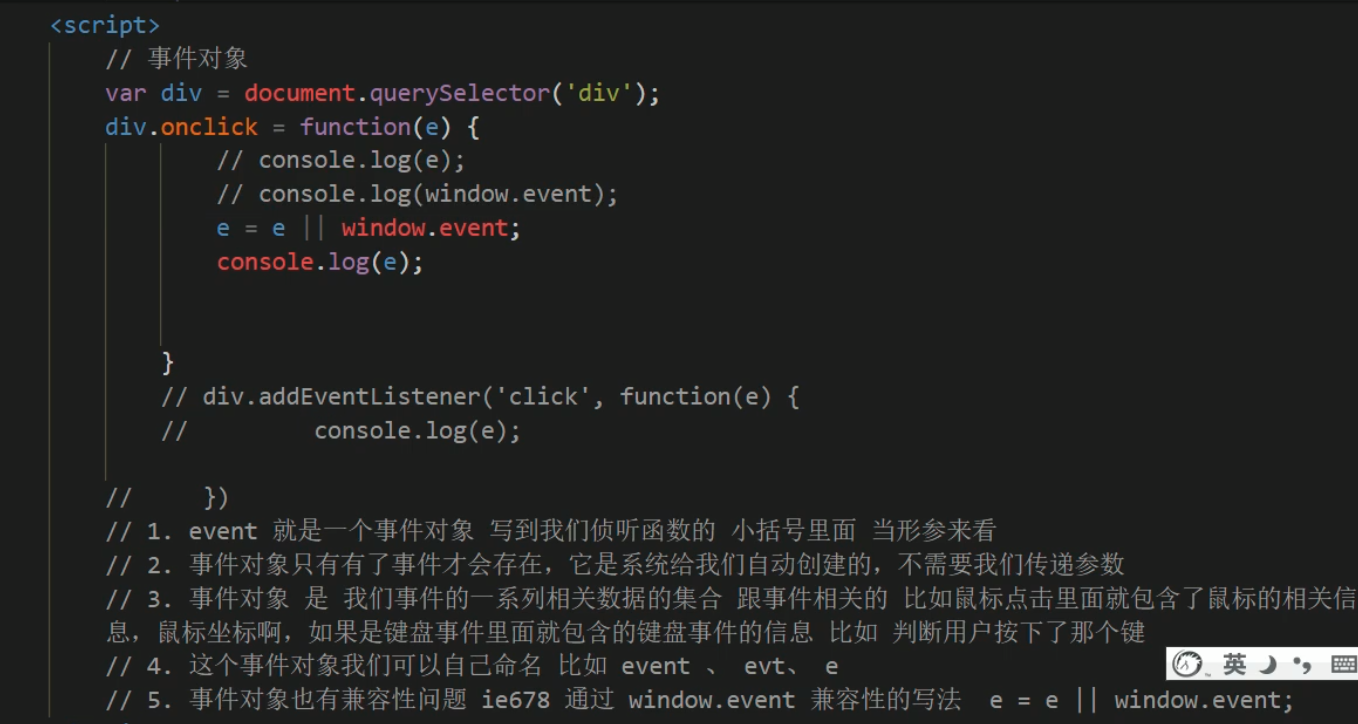 <script>
// 事件对象
var div = document.querySelector('div');
div.onclick = function(e) {
// console.log(e);
// console.log(window.event);
e = e || window.event;
console.log(e);
}
// div.addEventListener('click', function(e) {
// console.log(e);
// })
// 1. event 就是一个事件对象 写到我们侦听函数的 小括号里面 当形参来看
// 2. 事件对象只有有了事件才会存在，它是系统给我们自动创建的，不需要我们传递参数
// 3. 事件对象 是 我们事件的一系列相关数据的集合 跟事件相关的 比如鼠标点击里面就包含了鼠标的相关信
息，鼠标坐标啊，如果是键盘事件里面就包含的键盘事件的信息 比如 判断用户按下了那个键
// 4. 这个事件对象我们可以自己命名 比如 event 、 evt、 e
// 5. 事件对象也有兼容性问题 ie678 通过 window.event 兼容性的写法 e = e || window.event;
英